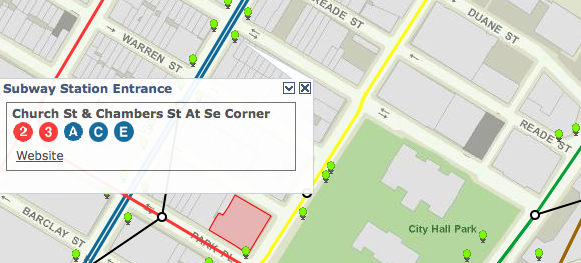 READE ST
DUANE ST
WARREN ST
Subway Station Entrance
Church St & Chambers St At Se Corner
2 3 A C E
Website
READE ST
BARCLAY ST
PARK PL
City Hall Park